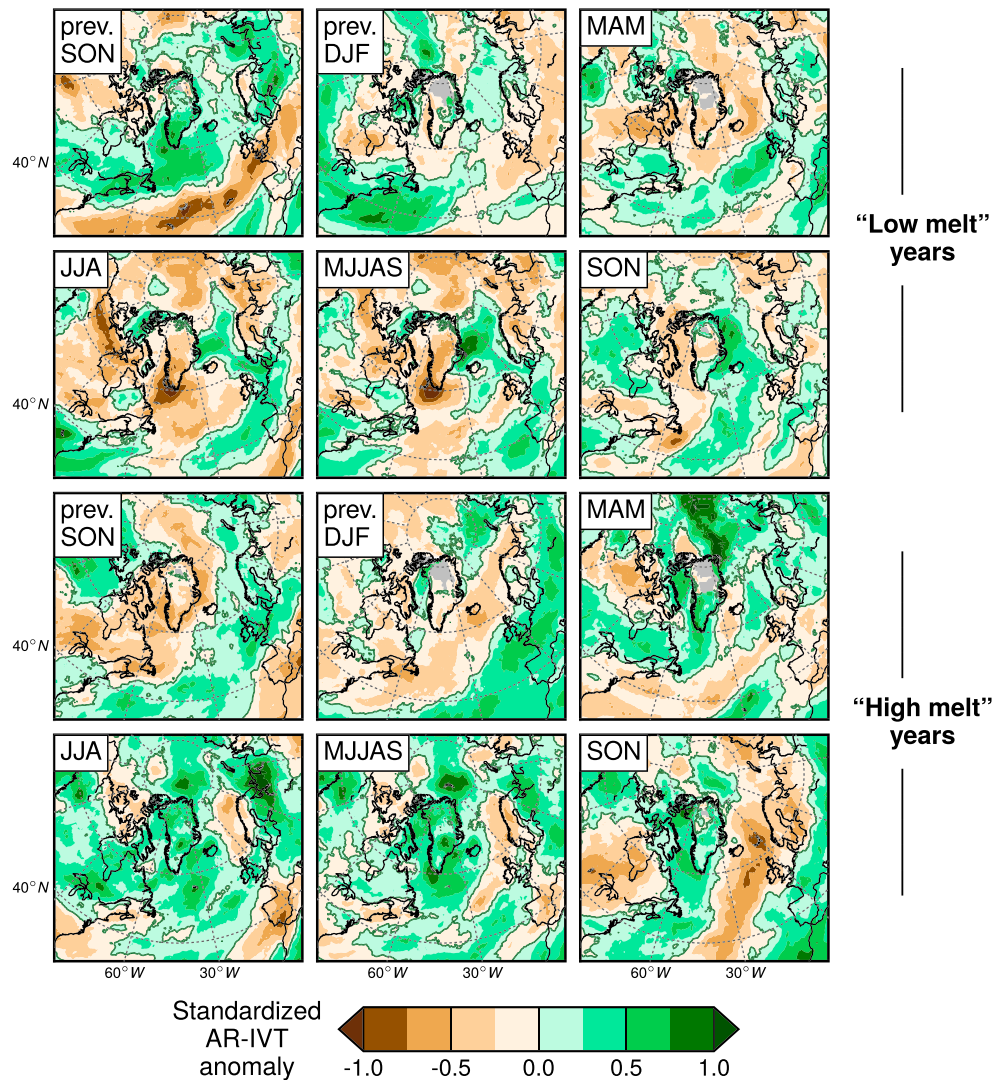 prev.
SON
prev.
DJF
MAM
40°N
JJA
MJJAS
SON
40°N
“Low melt”
years
prev.
SON
prev.
DJF
MAM
40°N
JJA
MJJAS
SON
40°N
“High melt”
years
60°W 30°W 60°W 30°W 60°W 30°W
Standardized
AR-IVT
anomaly
-1.0 -0.5 0.0 0.5 1.0